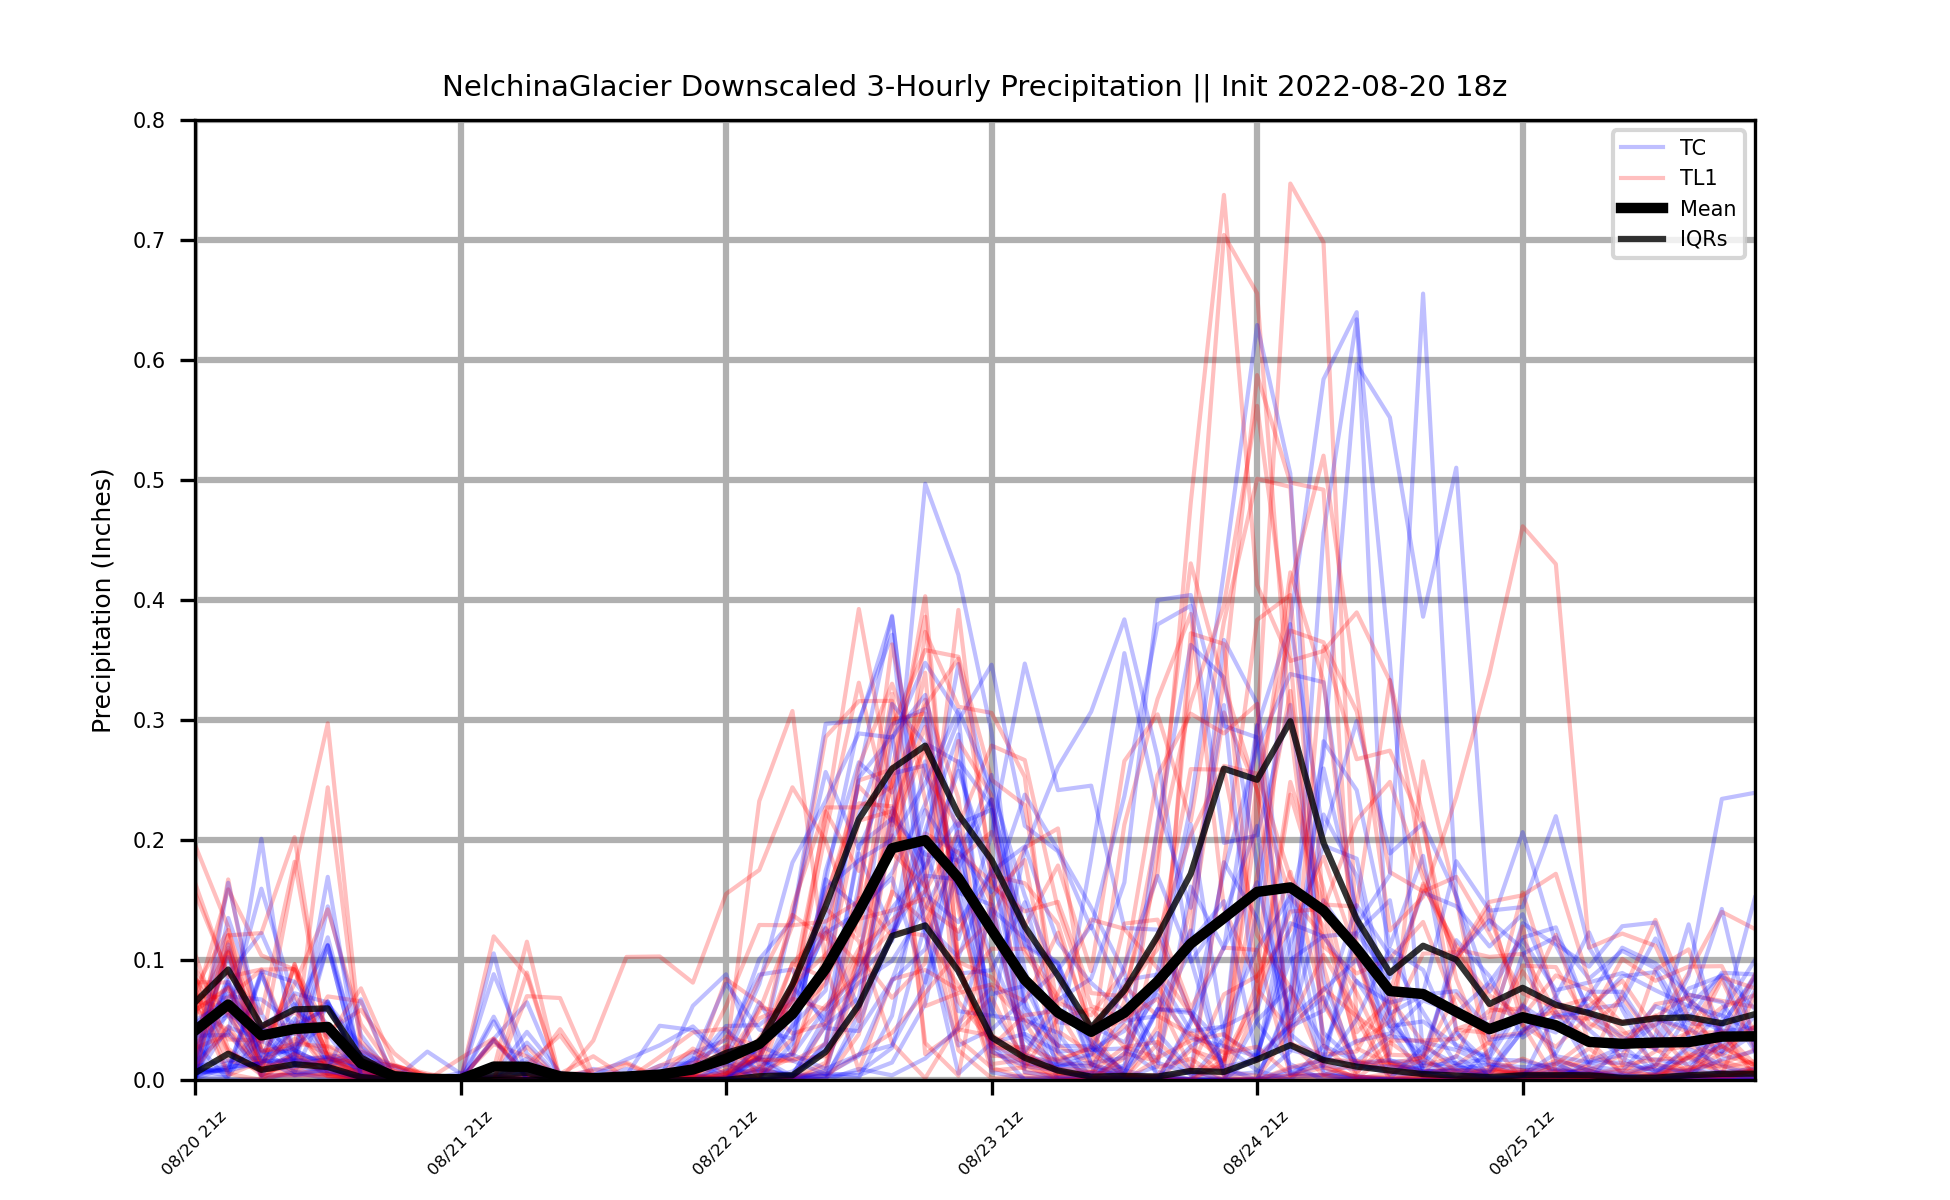 NelchinaGlacier Downscaled 3-Hourly Precipitation || Init 2022-08-20 18z
TC
TL1
Mean
IQRs
Precipitation (Inches)
0.8
0.7
0.6
0.5
0.4
0.3
0.2
0.1
0.0
08/20 21z
08/21 21z
08/22 21z
08/23 21z
08/24 21z
08/25 21z